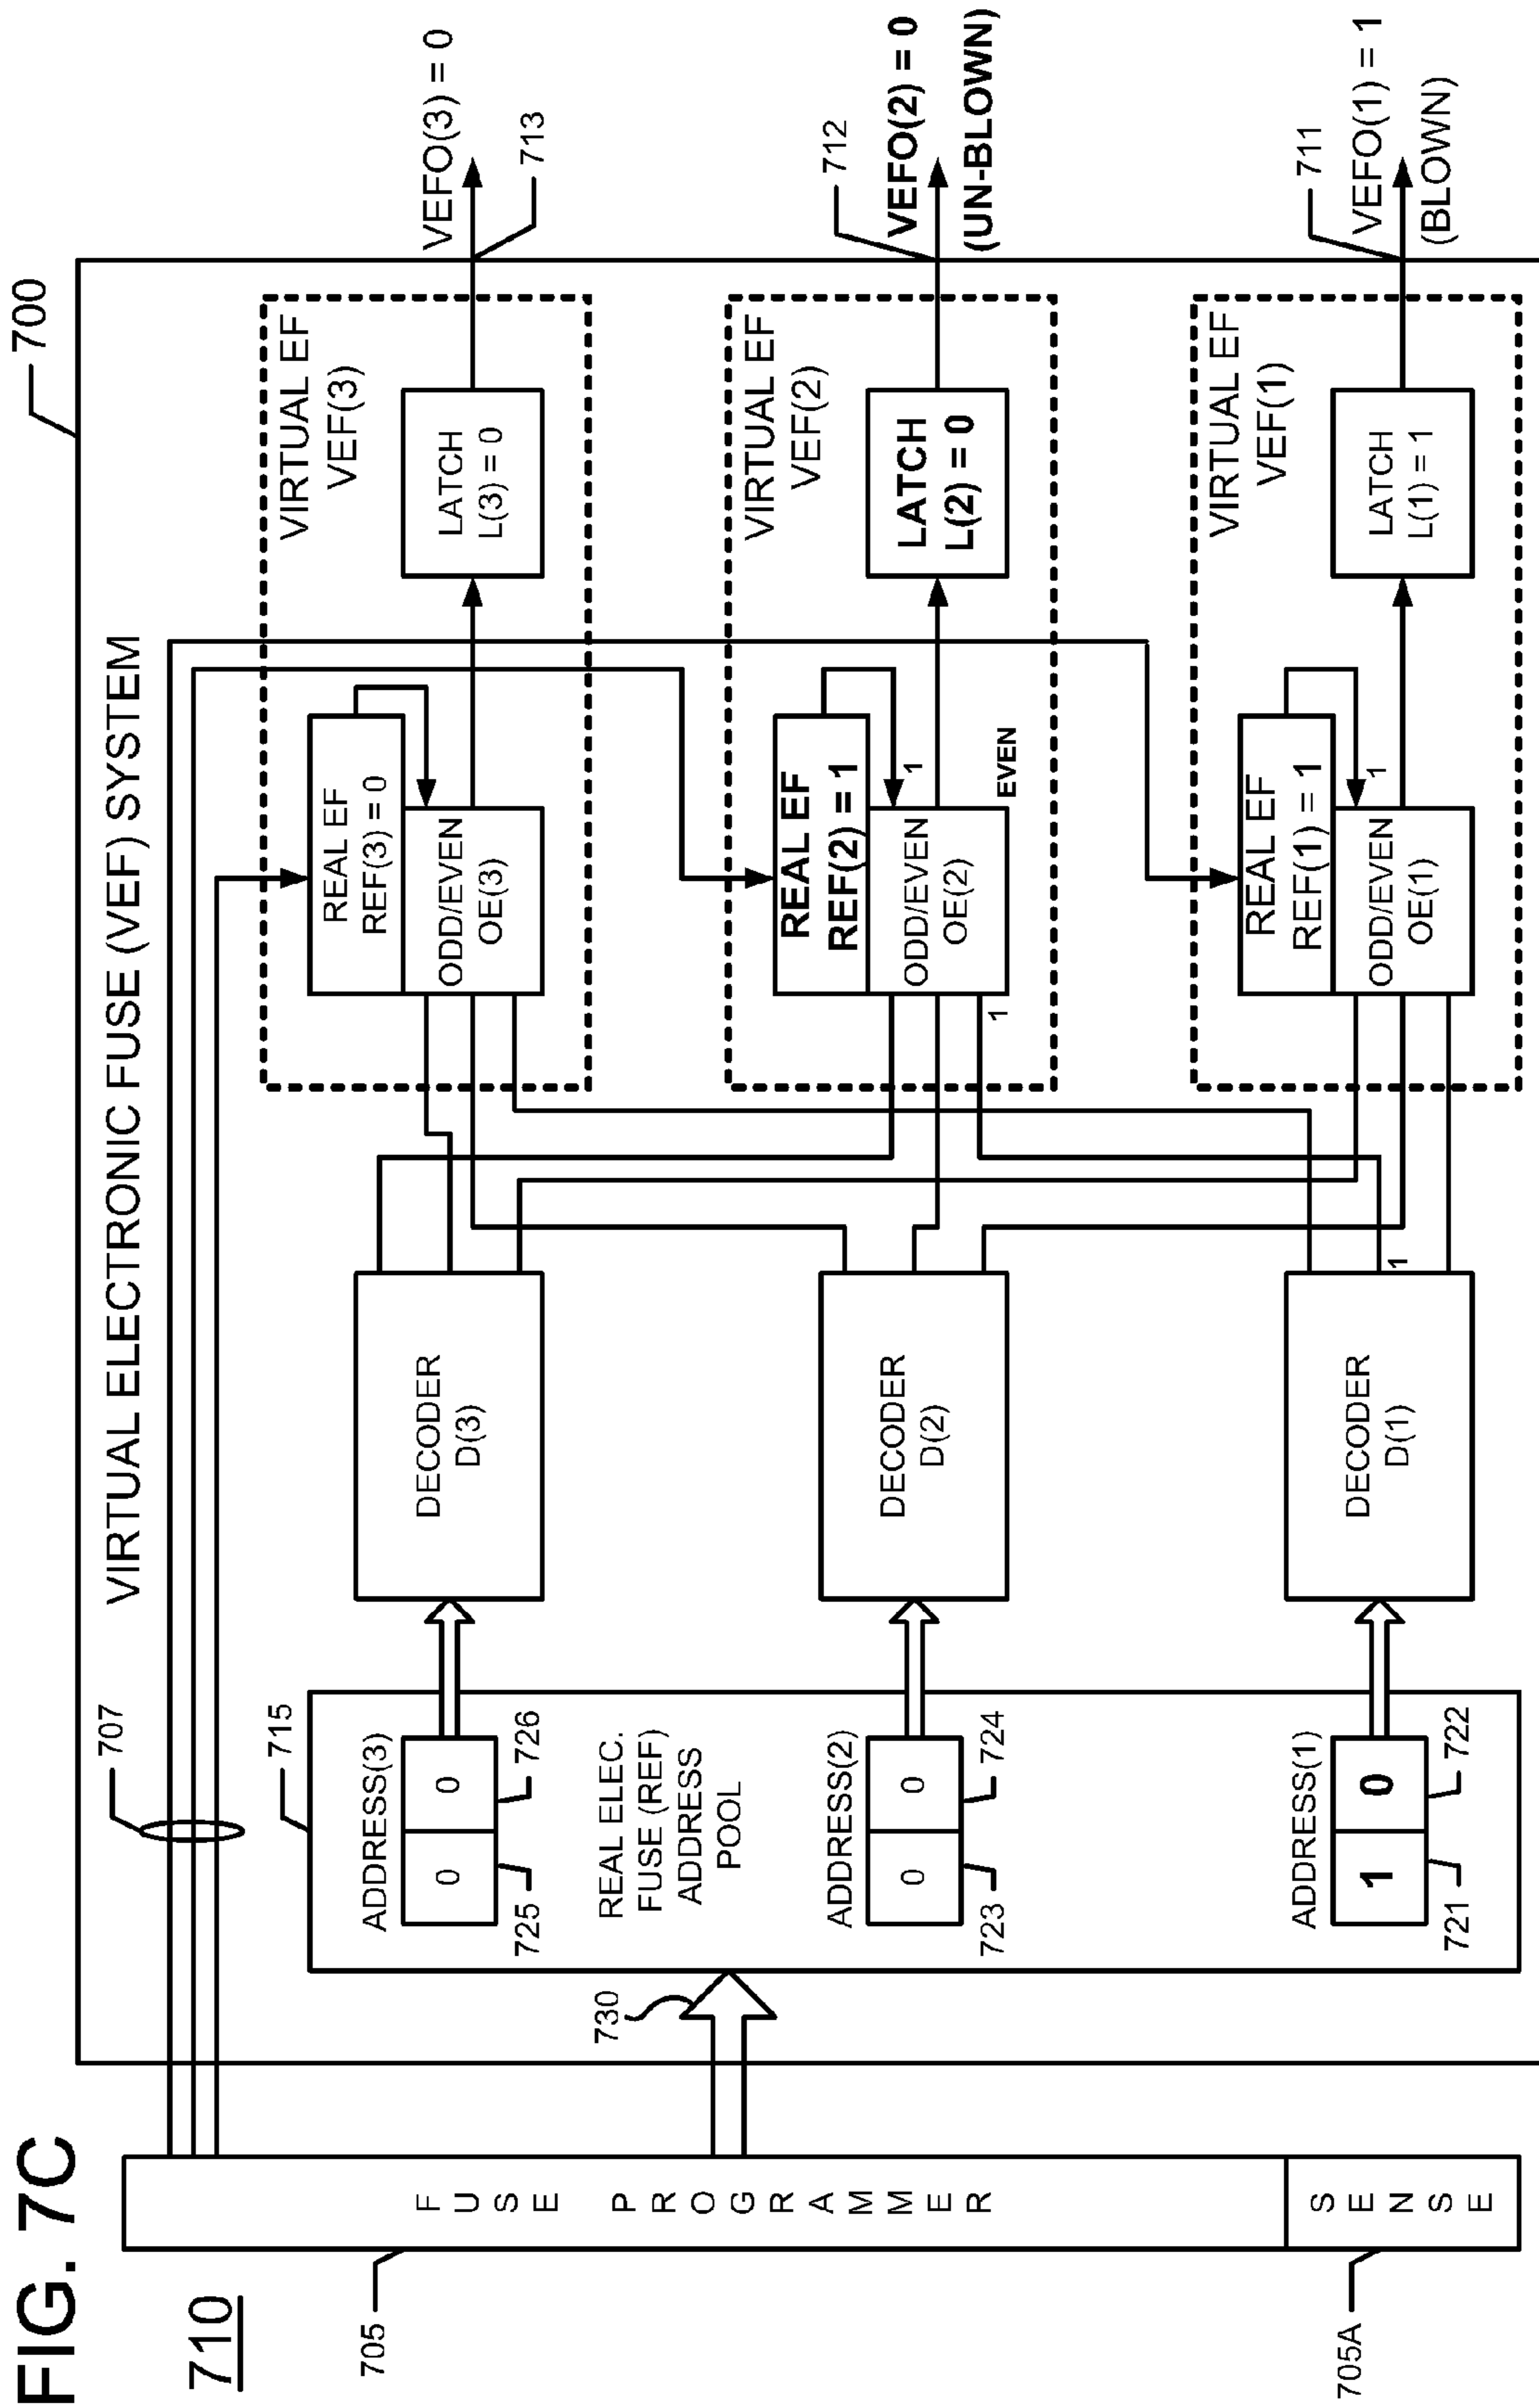 FIG. 7C
710
700
VIRTUAL ELECTRONIC FUSE (VEF) SYSTEM
707
705
FUSE PROGRAMMER
705A
SENSE
730
715
ADDRESS(3)
0 0
725
726
REAL ELEC.
FUSE (REF)
ADDRESS
POOL
ADDRESS(2)
0 0
723
724
ADDRESS(1)
1 0
721
722
DECODER
D(3)
DECODER
D(2)
DECODER
D(1)
1
VIRTUAL EF
VEF(3)
REAL EF
REF(3) = 0
ODD/EVEN
OE(3)
LATCH
L(3) = 0
VEFO(3) = 0
713
VIRTUAL EF
VEF(2)
REAL EF
REF(2) = 1
1
ODD/EVEN
OE(2)
1
EVEN
LATCH
L(2) = 0
712
VEFO(2) = 0
(UN-BLOWN)
VIRTUAL EF
VEF(1)
REAL EF
REF(1) = 1
1
ODD/EVEN
OE(1)
LATCH
L(1) = 1
711
VEFO(1) = 1
(BLOWN)